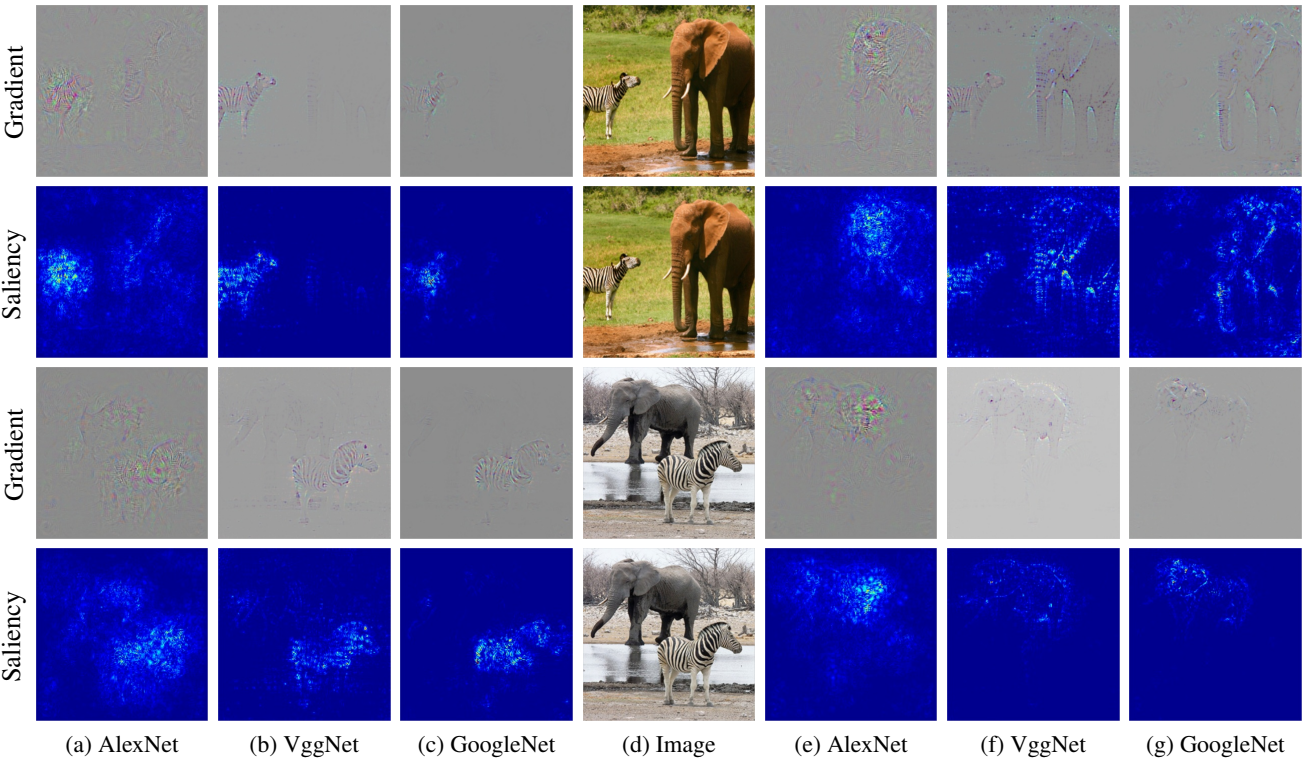 Gradient
Saliency
Gradient
Saliency
(a) AlexNet (b) VggNet (c) GoogleNet (d) Image (e) AlexNet (f) VggNet (g) GoogleNet